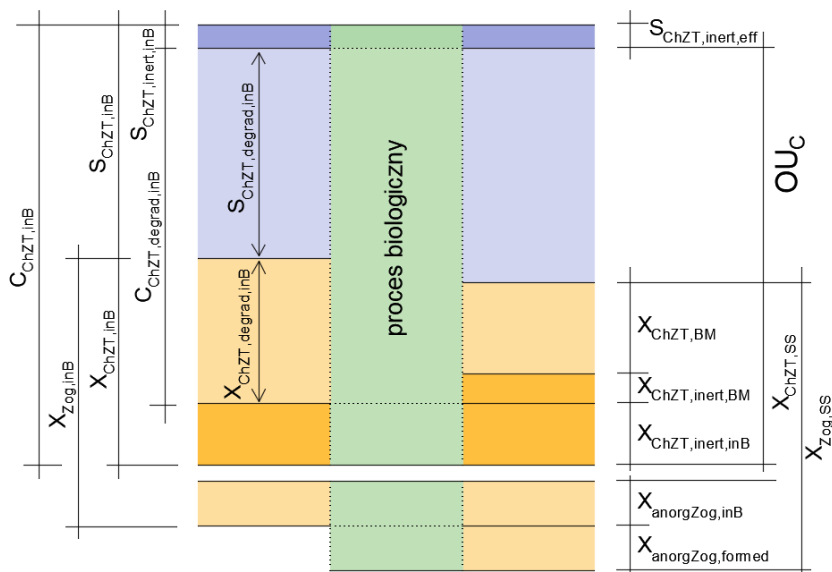 C_ChZT,inB
X_Zog,inB
S_ChZT,inB
X_ChZT,inB
S_ChZT,inert,inB
C_ChZT,degrad,inB
S_ChZT,degrad,inB
X_ChZT,degrad,inB
proces biologiczny
S_ChZT,inert,eff
OU_C
X_ChZT,BM
X_ChZT,inert,BM
X_ChZT,inert,inB
X_ChZT,SS
X_Zog,SS
X_anorgZog,inB
X_anorgZog,formed